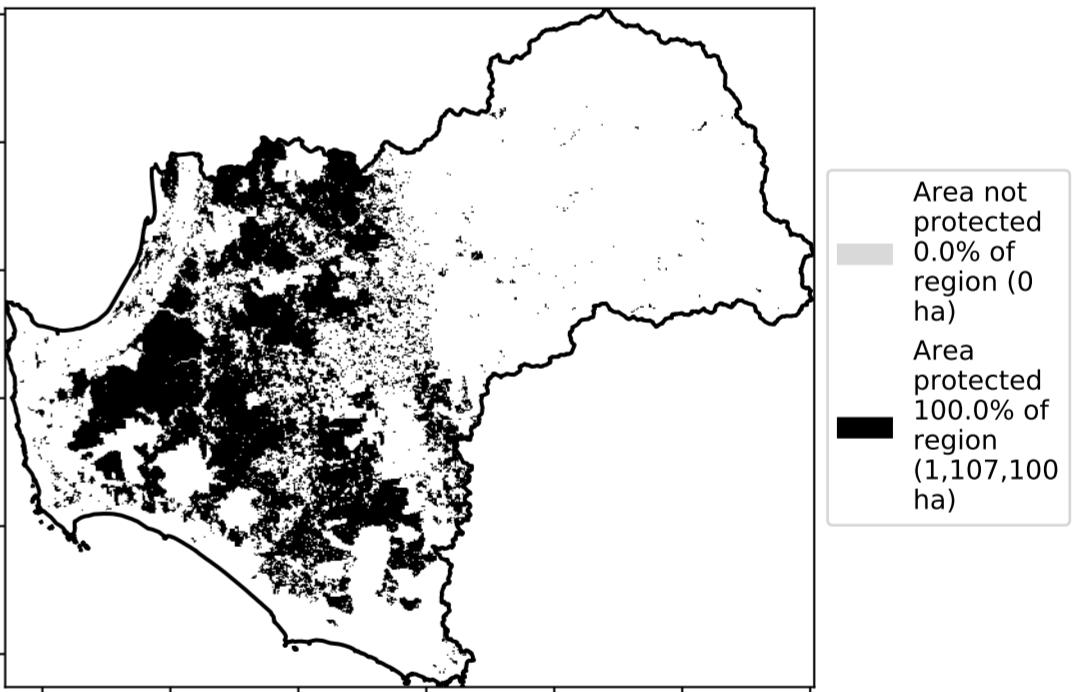 Area not
protected
0.0% of
region (0
ha)
Area
protected
100.0% of
region
(1,107,100
ha)